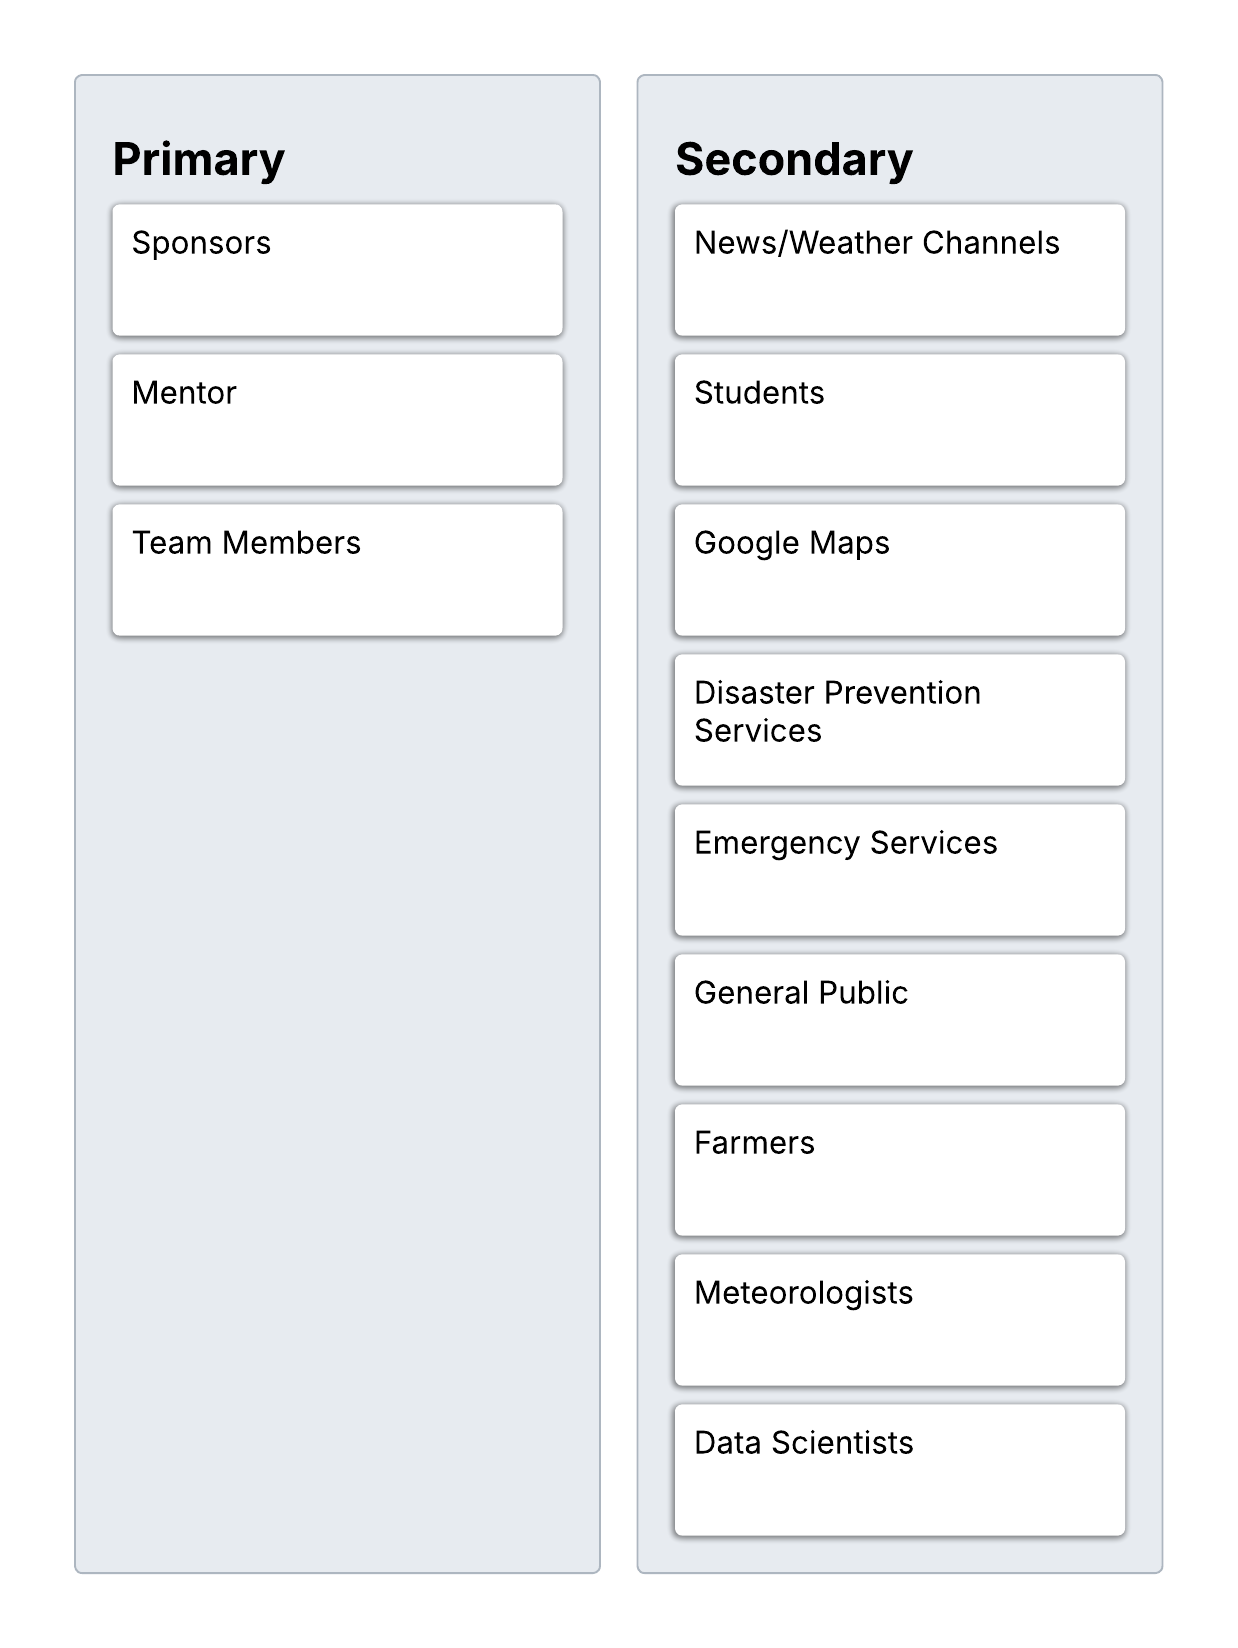 Primary
Sponsors
Mentor
Team Members
Secondary
News/Weather Channels
Students
Google Maps
Disaster Prevention
Services
Emergency Services
General Public
Farmers
Meteorologists
Data Scientists